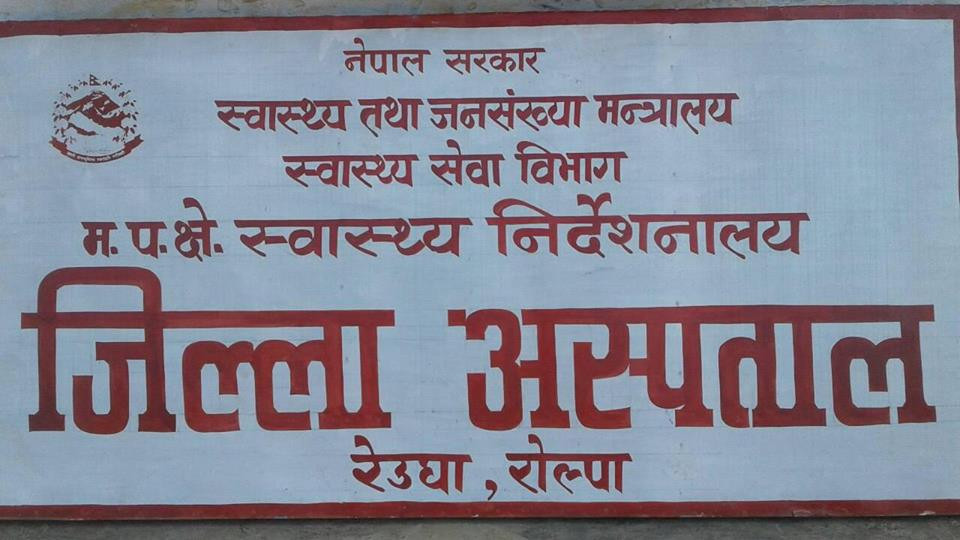 नेपाल सरकार
स्वास्थ्य तथा जनसंख्या मन्त्रालय
स्वास्थ्य सेवा विभाग
म.प.क्षे. स्वास्थ्य निर्देशनालय
जिल्ला अस्पताल
रेउघा, रोल्पा